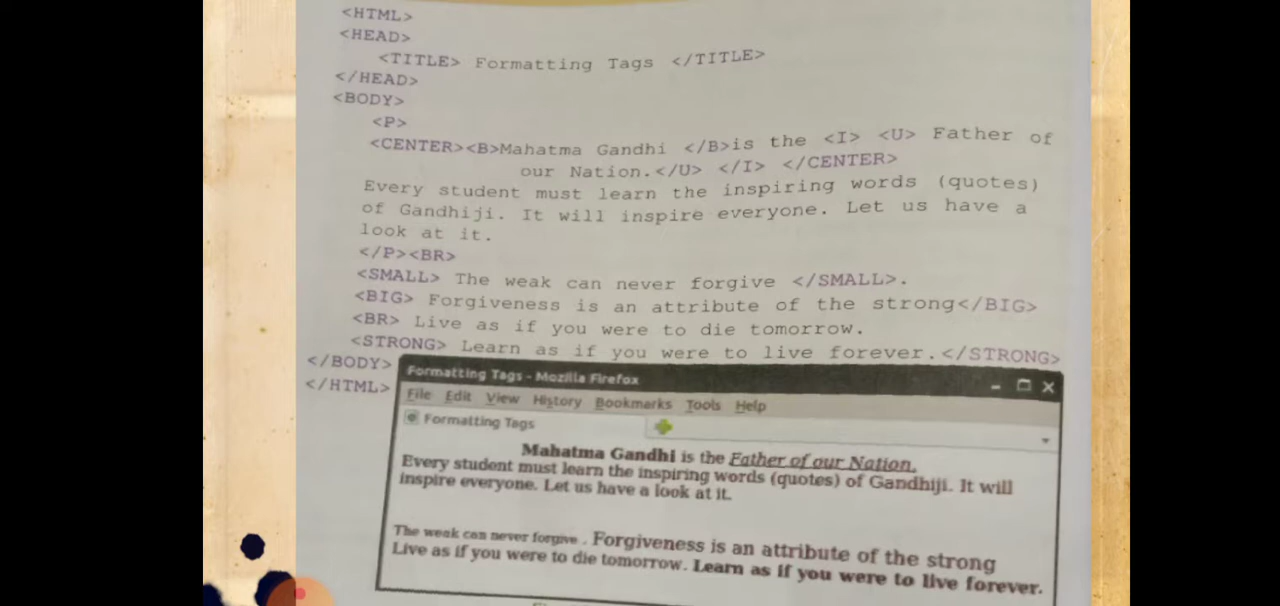 <HTML>
<HEAD>
<TITLE> Formatting Tags </TITLE>
</HEAD>
<BODY>
<P>
<CENTER><B>Mahatma Gandhi </B>is the <I> <U> Father of
our Nation.</U> </I> </CENTER>
Every student must learn the inspiring words (quotes)
of Gandhiji. It will inspire everyone. Let us have a
look at it.
</P><BR>
<SMALL> The weak can never forgive </SMALL>.
<BIG> Forgiveness is an attribute of the strong</BIG>
<BR> Live as if you were to die tomorrow.
<STRONG> Learn as if you were to live forever.</STRONG>
</BODY>
</HTML>
Formatting Tags - Mozilla Firefox
File Edit View History Bookmarks Tools Help
Formatting Tags
Mahatma Gandhi is the Father of our Nation.
Every student must learn the inspiring words (quotes) of Gandhiji. It will
inspire everyone. Let us have a look at it.
The weak can never forgive . Forgiveness is an attribute of the strong
Live as if you were to die tomorrow. Learn as if you were to live forever.